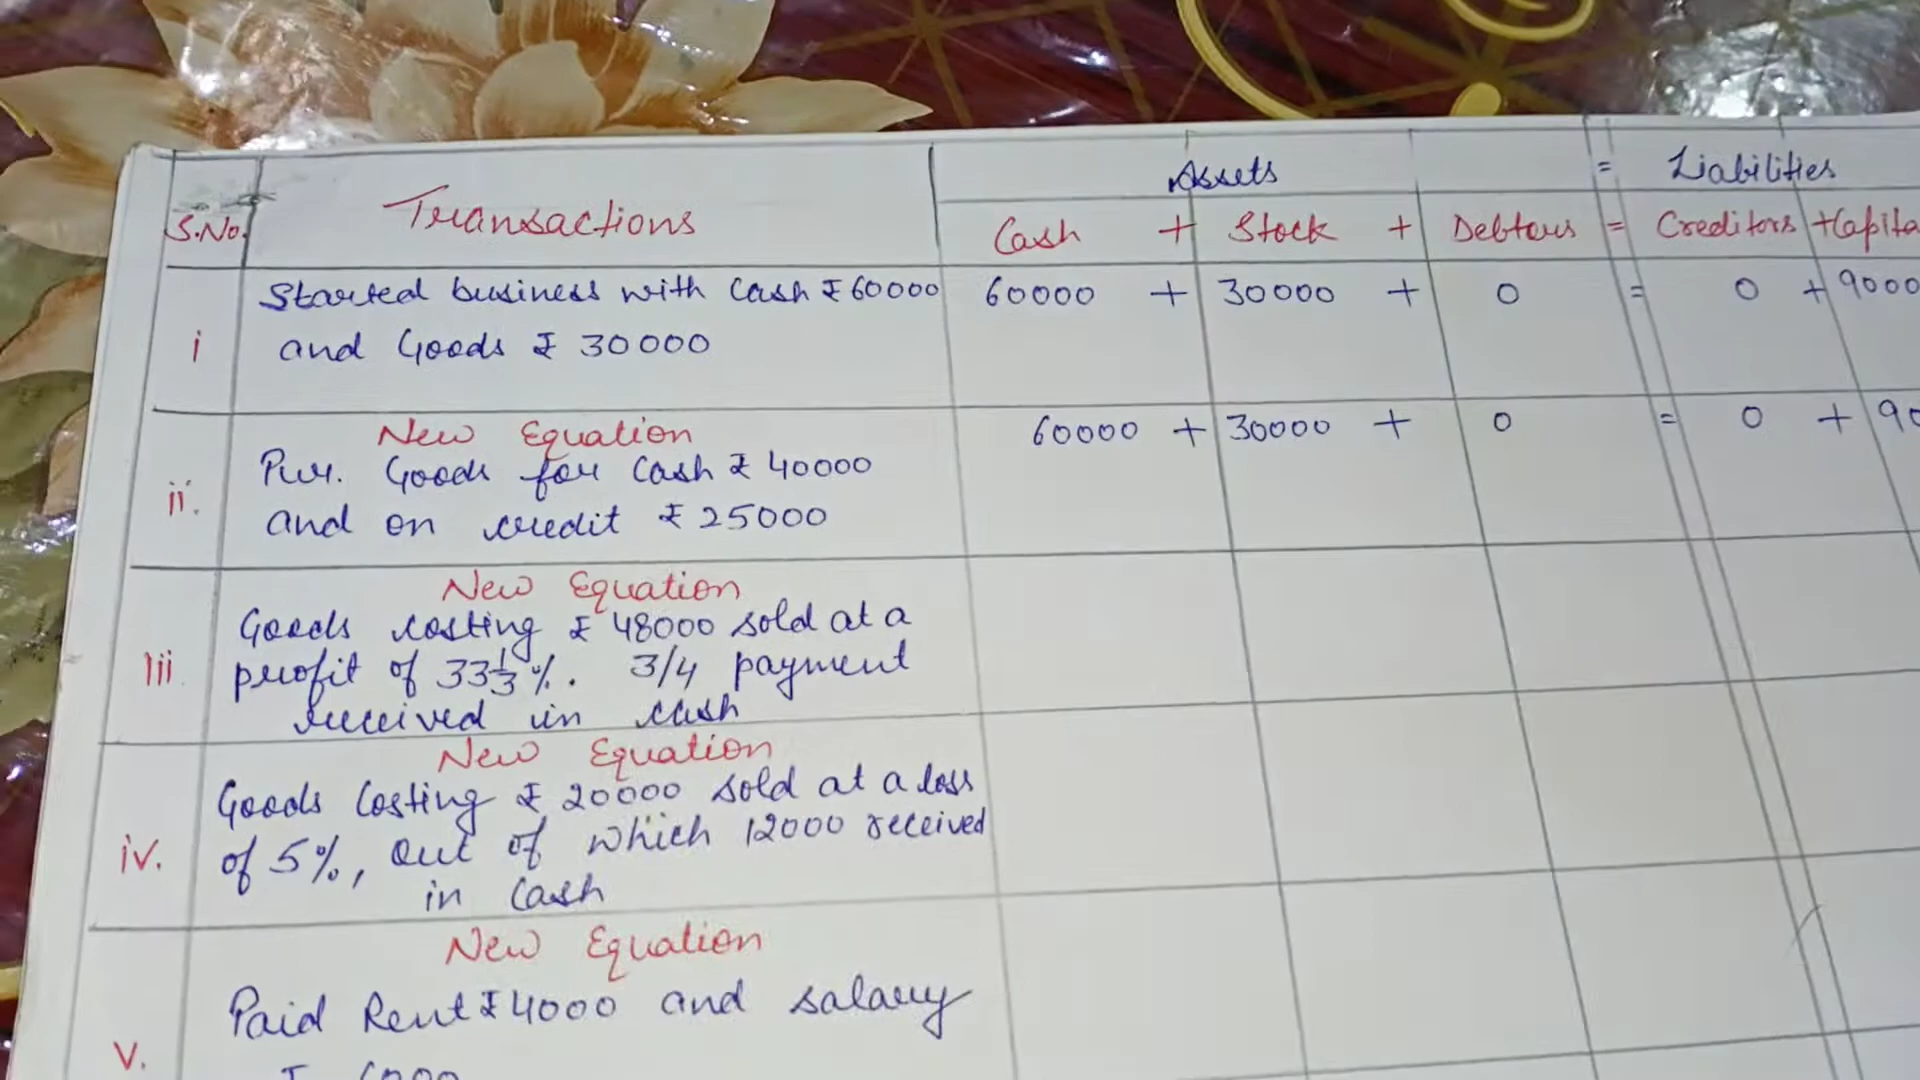 Assets = Liabilities
S.No. Transactions Cash + Stock + Debtors = Creditors + Capita
Started business with Cash ₹ 60000 60000 + 30000 + 0 = 0 + 9000
i and Goods ₹ 30000
New Equation 60000 + 30000 + 0 = 0 + 90
Pur. Goods for Cash ₹ 40000
ii. and on credit ₹ 25000
New Equation
Goods costing ₹ 48000 sold at a
iii profit of 33⅓%. 3/4 payment
received in cash
New Equation
Goods Costing ₹ 20000 sold at a loss
iv. of 5%, out of which 12000 received
in Cash
New Equation
Paid Rent ₹ 4000 and salary
v.